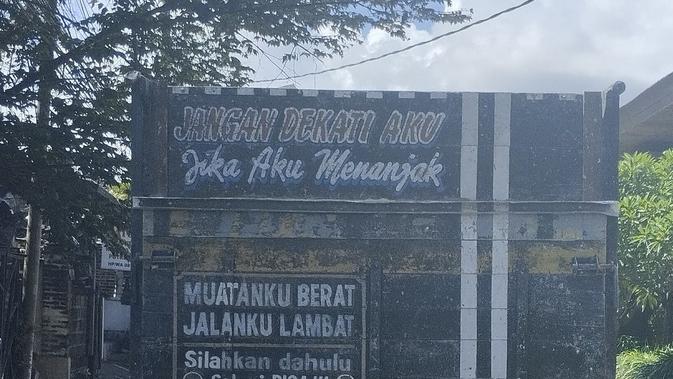 JANGAN DEKATI AKU
Jika Aku Menanjak
MUATANKU BERAT
JALANKU LAMBAT
Silahkan dahulu